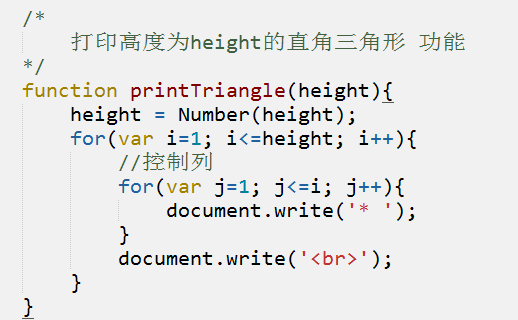 /*
    打印高度为height的直角三角形 功能
*/
function printTriangle(height){
    height = Number(height);
    for(var i=1; i<=height; i++){
        //控制列
        for(var j=1; j<=i; j++){
            document.write('* ');
        }
        document.write('<br>');
    }
}